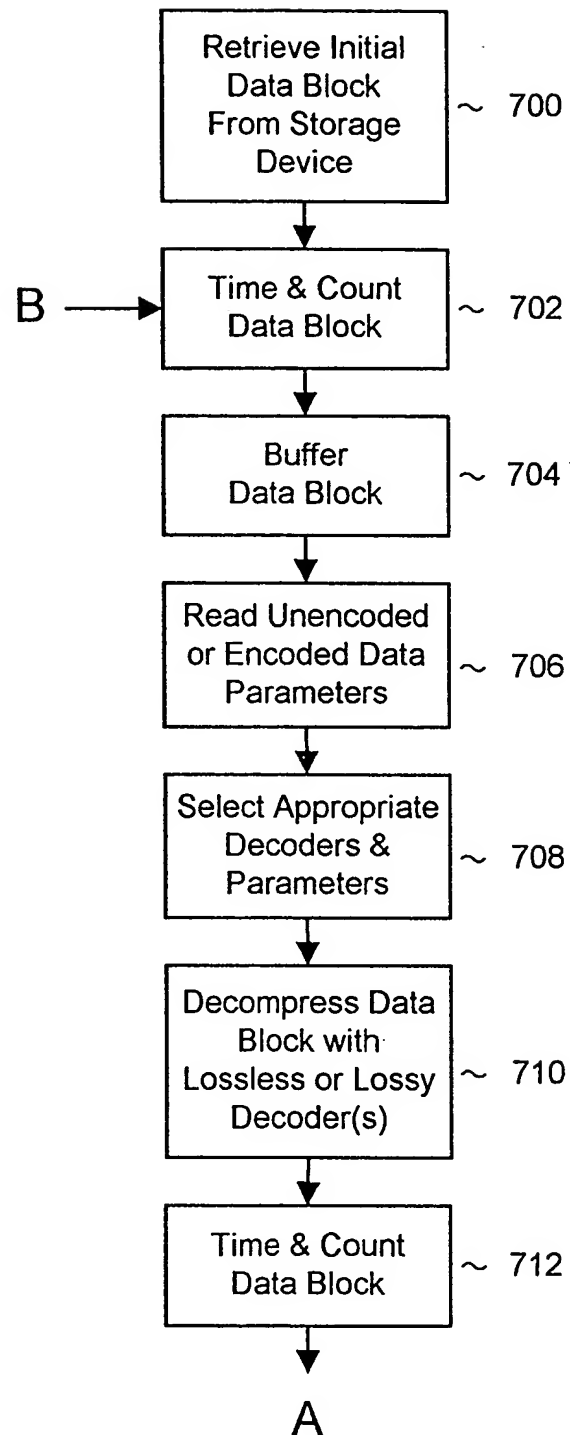 Retrieve Initial
Data Block
From Storage
Device
~ 700
B
Time & Count
Data Block
~ 702
Buffer
Data Block
~ 704
Read Unencoded
or Encoded Data
Parameters
~ 706
Select Appropriate
Decoders &
Parameters
~ 708
Decompress Data
Block with
Lossless or Lossy
Decoder(s)
~ 710
Time & Count
Data Block
~ 712
A